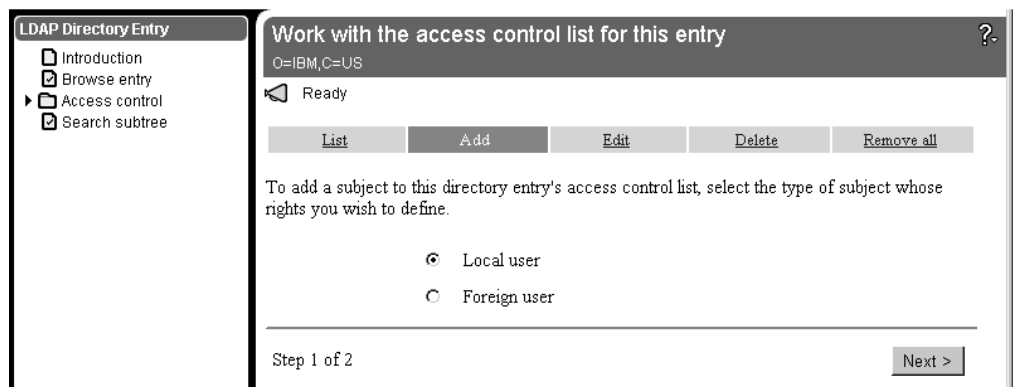 LDAP Directory Entry
Introduction
Browse entry
Access control
Search subtree
Work with the access control list for this entry
?
O=IBM,C=US
Ready
List Add Edit Delete Remove all
To add a subject to this directory entry's access control list, select the type of subject whose
rights you wish to define.
Local user
Foreign user
Step 1 of 2
Next >